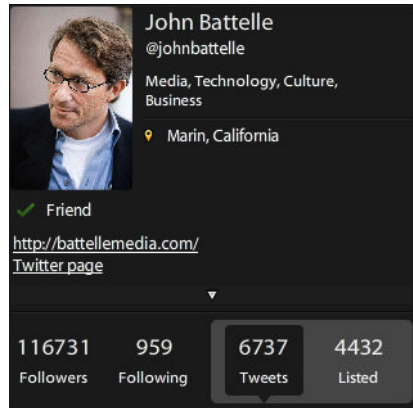 John Battelle
@johnbattelle
Media, Technology, Culture,
Business
Marin, California
Friend
http://battellemedia.com/
Twitter page
116731 959 6737 4432
Followers Following Tweets Listed